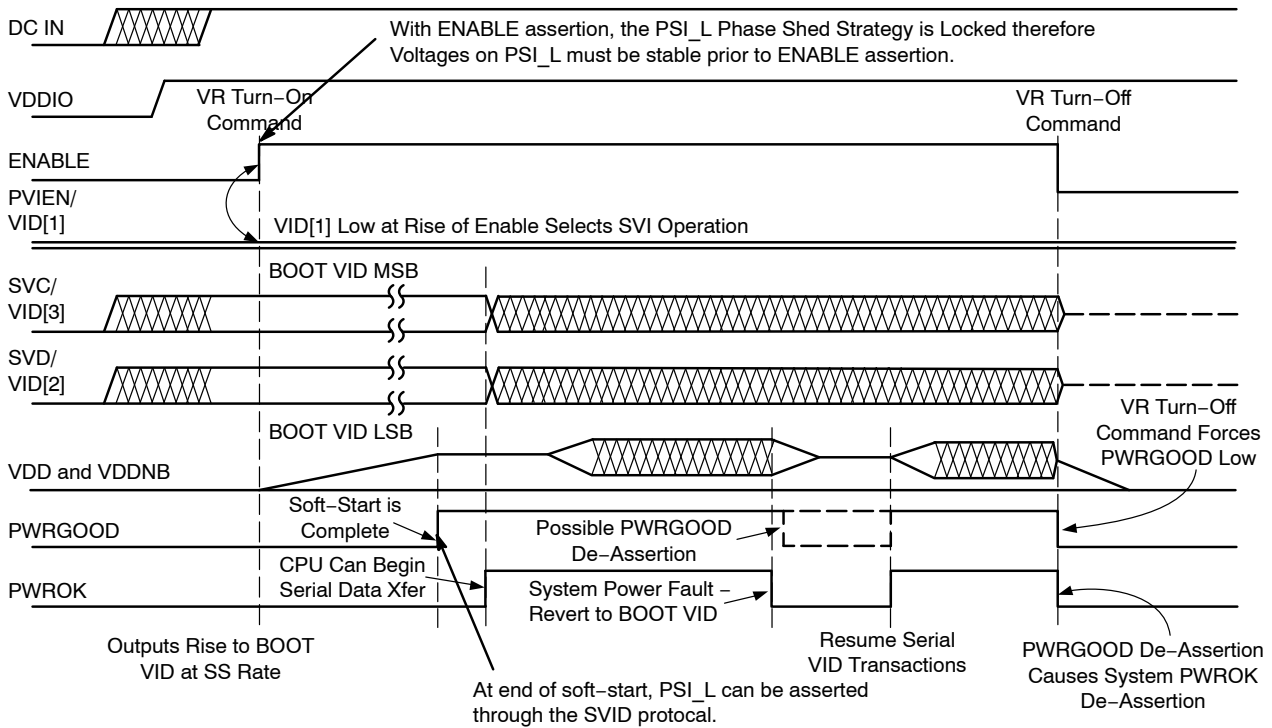 DC IN
With ENABLE assertion, the PSI_L Phase Shed Strategy is Locked therefore
Voltages on PSI_L must be stable prior to ENABLE assertion.
VDDIO
VR Turn−On
Command
VR Turn−Off
Command
ENABLE
PVIEN/
VID[1]
VID[1] Low at Rise of Enable Selects SVI Operation
BOOT VID MSB
SVC/
VID[3]
SVD/
VID[2]
BOOT VID LSB
VR Turn−Off
Command Forces
PWRGOOD Low
VDD and VDDNB
Soft−Start is
Complete
PWRGOOD
Possible PWRGOOD
De−Assertion
CPU Can Begin
Serial Data Xfer
PWROK
System Power Fault −
Revert to BOOT VID
Outputs Rise to BOOT
VID at SS Rate
Resume Serial
VID Transactions
PWRGOOD De−Assertion
Causes System PWROK
De−Assertion
At end of soft−start, PSI_L can be asserted
through the SVID protocal.